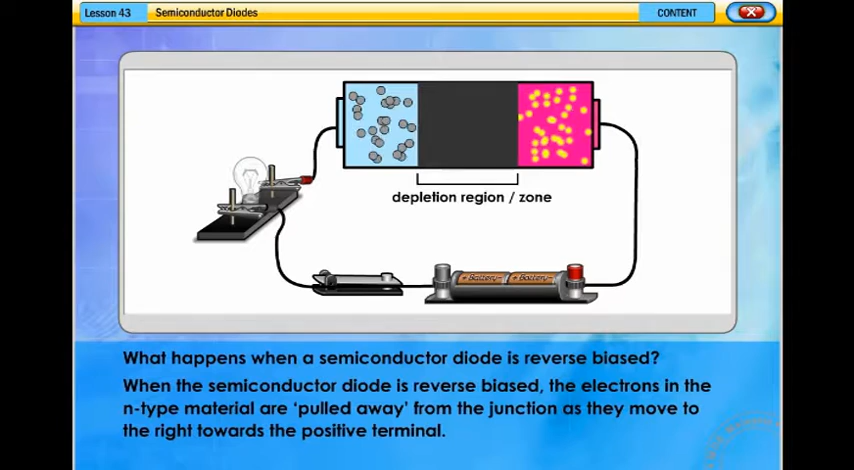 Lesson 43
Semiconductor Diodes
CONTENT
depletion region / zone
+ Battery - + Battery -
What happens when a semiconductor diode is reverse biased?
When the semiconductor diode is reverse biased, the electrons in the
n-type material are ‘pulled away’ from the junction as they move to
the right towards the positive terminal.